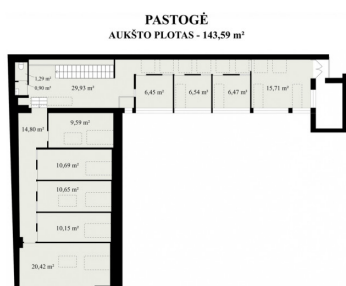 PASTOGĖ
AUKŠTO PLOTAS - 143,59 m²
1,29 m²
0,90 m²
29,93 m²
6,45 m²
6,54 m²
6,47 m²
15,71 m²
14,80 m²
9,59 m²
10,69 m²
10,65 m²
10,15 m²
20,42 m²